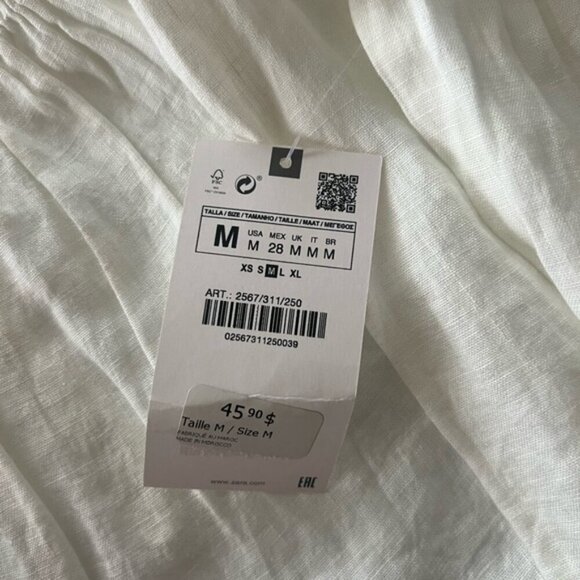 FSC
®
TALLA / SIZE / TAMANHO / TAILLE / MAAT / ΜΕΓΕΘΟΣ
M
USA MEX UK IT BR
M 28 M M M
XS S M L XL
ART.: 2567/311/250
02567311250039
45 90 $
Taille M / Size M
FABRIQUÉ AU MAROC
MADE IN MOROCCO
www.zara.com
EAC